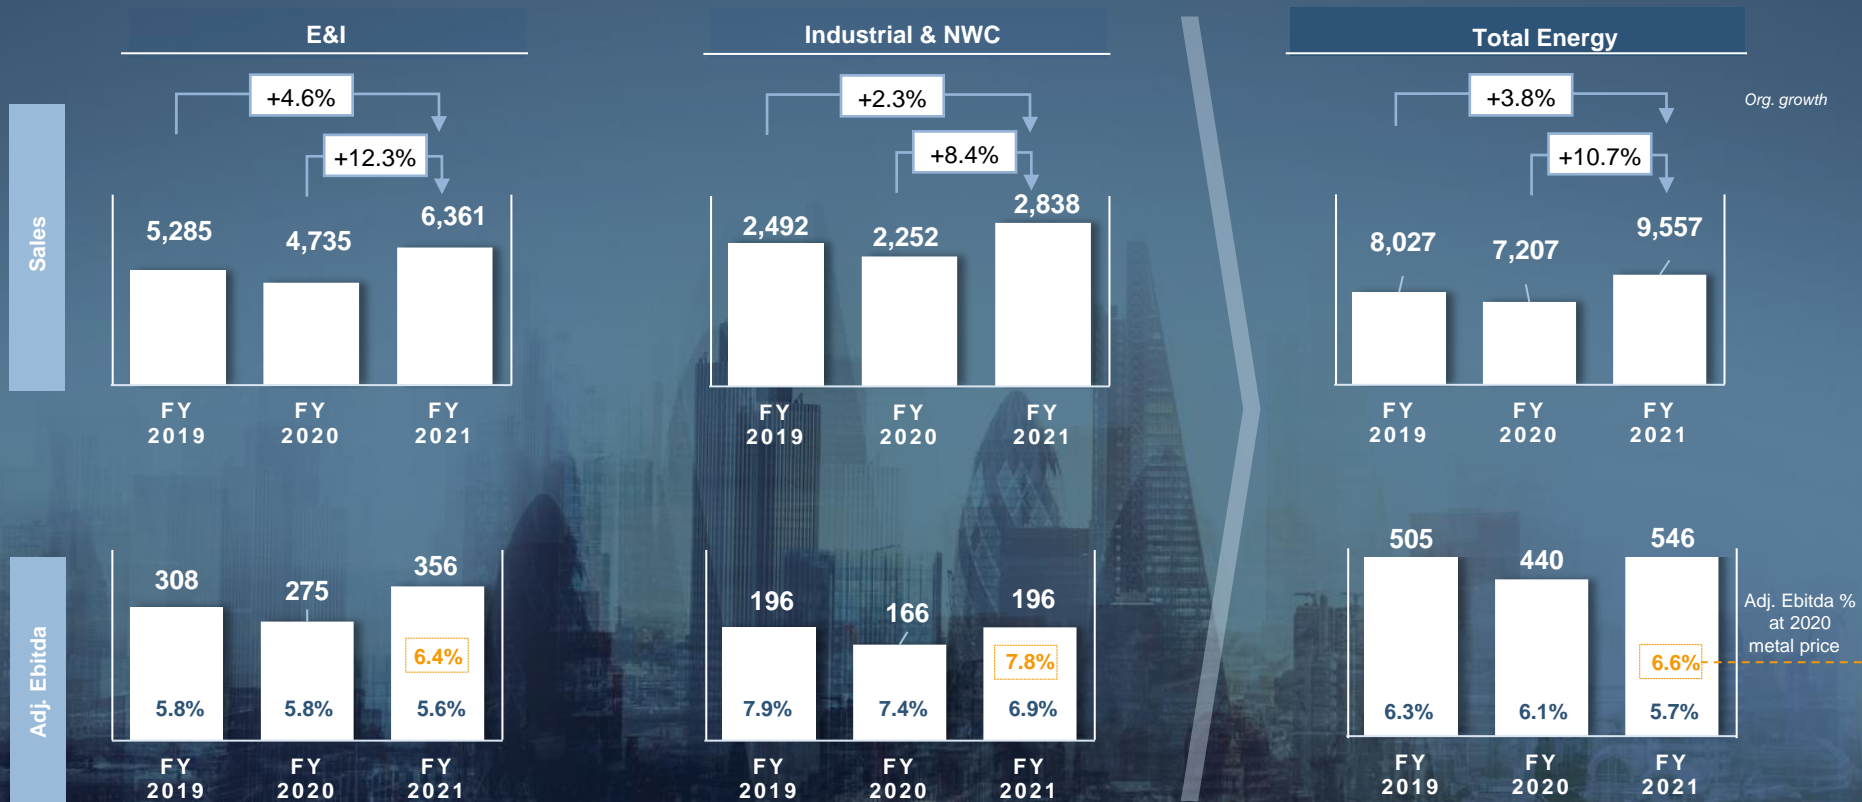 E&I
Industrial & NWC
Total Energy
+4.6%
+2.3%
+3.8%
Org. growth
+12.3%
+8.4%
+10.7%
Sales
5,285
4,735
6,361
2,492
2,252
2,838
8,027
7,207
9,557
FY
2019
FY
2020
FY
2021
FY
2019
FY
2020
FY
2021
FY
2019
FY
2020
FY
2021
Adj. Ebitda
308
275
356
196
166
196
505
440
546
6.4%
7.8%
6.6%
Adj. Ebitda %
at 2020
metal price
5.8%
5.8%
5.6%
7.9%
7.4%
6.9%
6.3%
6.1%
5.7%
FY
2019
FY
2020
FY
2021
FY
2019
FY
2020
FY
2021
FY
2019
FY
2020
FY
2021